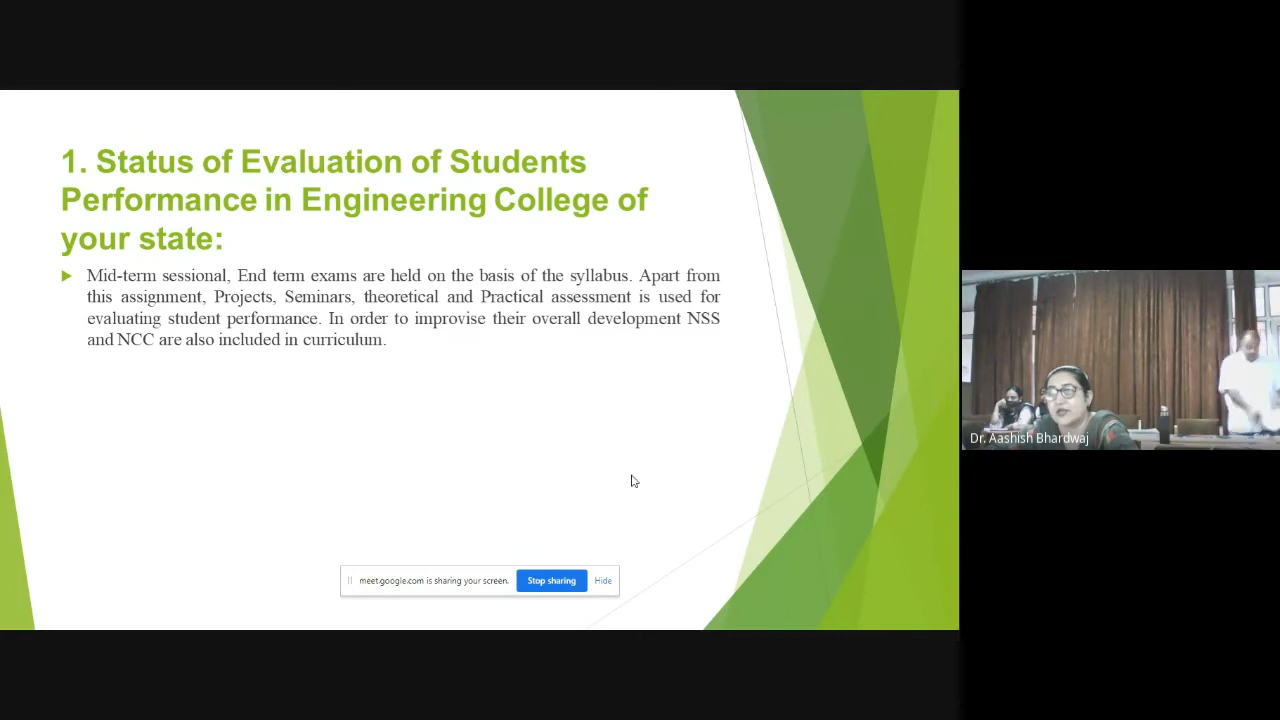 1. Status of Evaluation of Students
Performance in Engineering College of
your state:
Mid-term sessional, End term exams are held on the basis of the syllabus. Apart from
this assignment, Projects, Seminars, theoretical and Practical assessment is used for
evaluating student performance. In order to improvise their overall development NSS
and NCC are also included in curriculum.
meet.google.com is sharing your screen. Stop sharing Hide
Dr. Aashish Bhardwaj